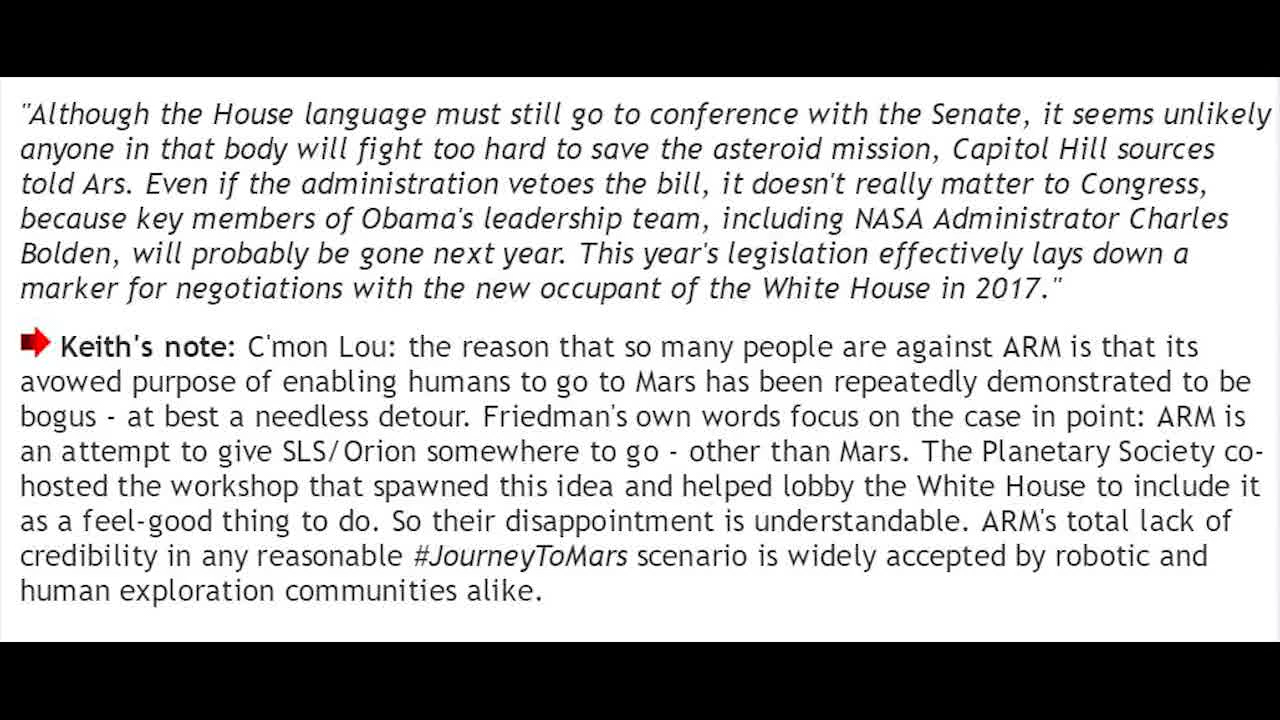 "Although the House language must still go to conference with the Senate, it seems unlikely
anyone in that body will fight too hard to save the asteroid mission, Capitol Hill sources
told Ars. Even if the administration vetoes the bill, it doesn't really matter to Congress,
because key members of Obama's leadership team, including NASA Administrator Charles
Bolden, will probably be gone next year. This year's legislation effectively lays down a
marker for negotiations with the new occupant of the White House in 2017."
Keith's note: C'mon Lou: the reason that so many people are against ARM is that its
avowed purpose of enabling humans to go to Mars has been repeatedly demonstrated to be
bogus - at best a needless detour. Friedman's own words focus on the case in point: ARM is
an attempt to give SLS/Orion somewhere to go - other than Mars. The Planetary Society co-
hosted the workshop that spawned this idea and helped lobby the White House to include it
as a feel-good thing to do. So their disappointment is understandable. ARM's total lack of
credibility in any reasonable #JourneyToMars scenario is widely accepted by robotic and
human exploration communities alike.